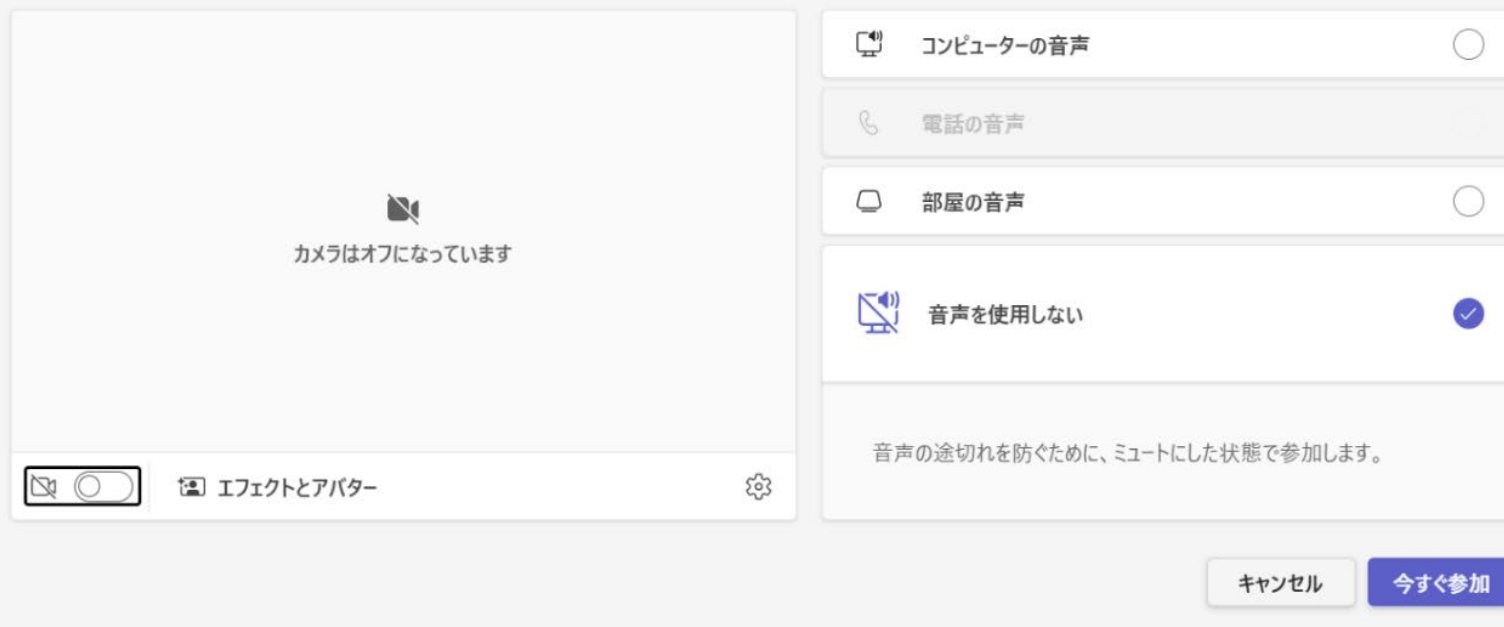 カメラはオフになっています
エフェクトとアバター
コンピューターの音声
電話の音声
部屋の音声
音声を使用しない
音声の途切れを防ぐために、ミュートにした状態で参加します。
キャンセル
今すぐ参加